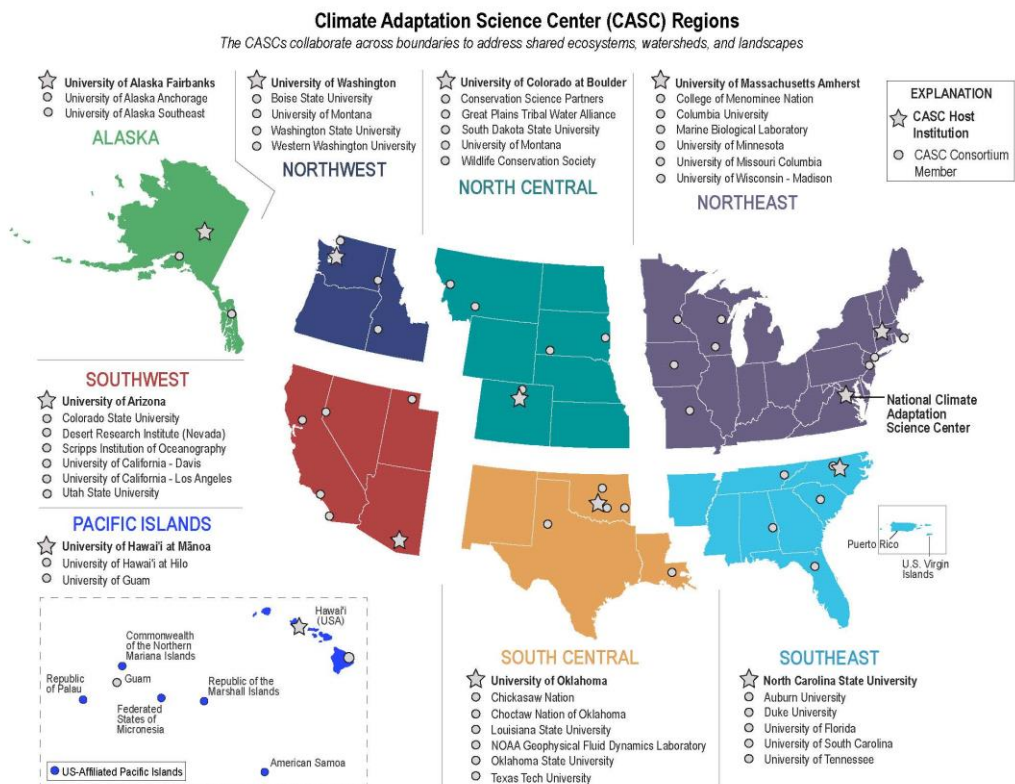 Climate Adaptation Science Center (CASC) Regions
The CASCs collaborate across boundaries to address shared ecosystems, watersheds, and landscapes
University of Alaska Fairbanks
University of Alaska Anchorage
University of Alaska Southeast
ALASKA
University of Washington
Boise State University
University of Montana
Washington State University
Western Washington University
NORTHWEST
University of Colorado at Boulder
Conservation Science Partners
Great Plains Tribal Water Alliance
South Dakota State University
University of Montana
Wildlife Conservation Society
NORTH CENTRAL
University of Massachusetts Amherst
College of Menominee Nation
Columbia University
Marine Biological Laboratory
University of Minnesota
University of Missouri Columbia
University of Wisconsin - Madison
NORTHEAST
EXPLANATION
CASC Host
Institution
CASC Consortium
Member
National Climate
Adaptation
Science Center
SOUTHWEST
University of Arizona
Colorado State University
Desert Research Institute (Nevada)
Scripps Institution of Oceanography
University of California - Davis
University of California - Los Angeles
Utah State University
PACIFIC ISLANDS
University of Hawai'i at Mānoa
University of Hawai'i at Hilo
University of Guam
Hawai'i
(USA)
Commonwealth
of the Northern
Mariana Islands
Republic
of Palau
Guam
Federated
States of
Micronesia
Republic of the
Marshall Islands
American Samoa
US-Affiliated Pacific Islands
SOUTH CENTRAL
University of Oklahoma
Chickasaw Nation
Choctaw Nation of Oklahoma
Louisiana State University
NOAA Geophysical Fluid Dynamics Laboratory
Oklahoma State University
Texas Tech University
Puerto Rico
U.S. Virgin
Islands
SOUTHEAST
North Carolina State University
Auburn University
Duke University
University of Florida
University of South Carolina
University of Tennessee